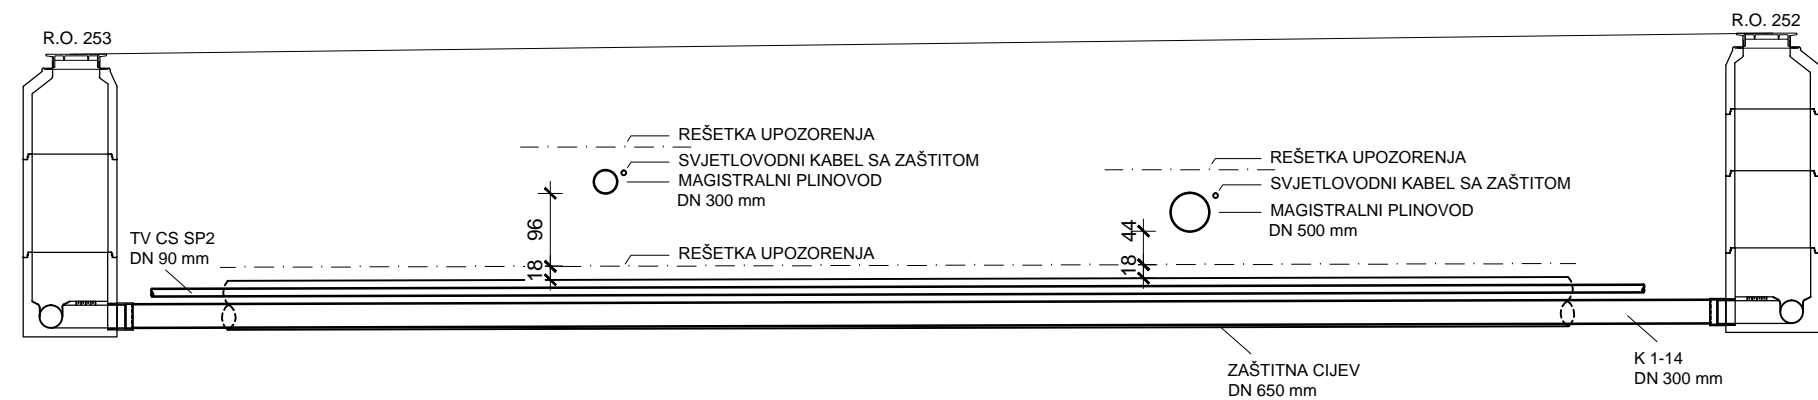 R.O. 253
R.O. 252
REŠETKA UPOZORENJA
SVJETLOVODNI KABEL SA ZAŠTITOM
MAGISTRALNI PLINOVOD
DN 300 mm
REŠETKA UPOZORENJA
SVJETLOVODNI KABEL SA ZAŠTITOM
MAGISTRALNI PLINOVOD
DN 500 mm
96
44
TV CS SP2
DN 90 mm
REŠETKA UPOZORENJA
18
18
ZAŠTITNA CIJEV
DN 650 mm
K 1-14
DN 300 mm